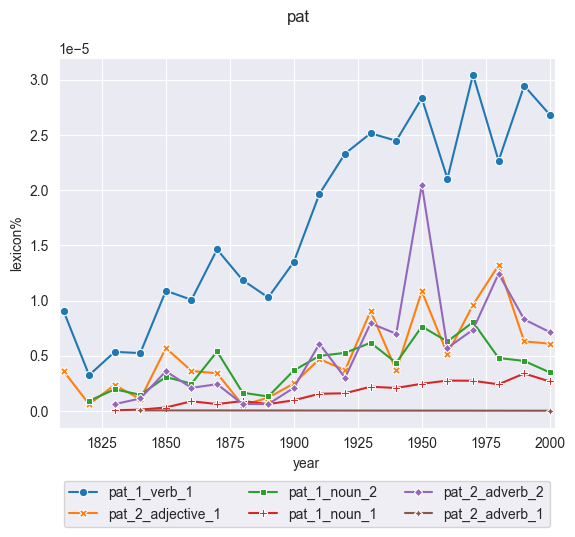 pat
1e−5
3.0
2.5
2.0
1.5
1.0
0.5
0.0
lexicon%
1825 1850 1875 1900 1925 1950 1975 2000
year
pat_1_verb_1 pat_1_noun_2 pat_2_adverb_2
pat_2_adjective_1 pat_1_noun_1 pat_2_adverb_1